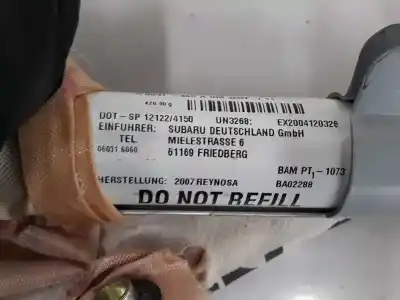 DOT-SP 12122/4150 UN3268: EX2004120326
EINFUHRER: SUBARU DEUTSCHLAND GmbH
TEL. MIELESTRASSE 6
06031 6060 61169 FRIEDBERG
BAM PT1-1073
HERSTELLUNG: 2007 REYNOSA BA02288
DO NOT REFILL